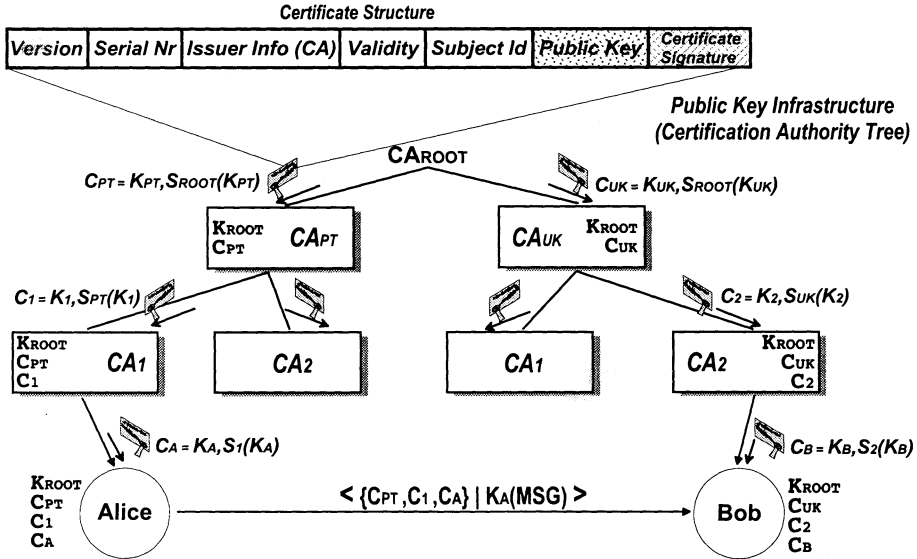 Certificate Structure
Version Serial Nr Issuer Info (CA) Validity Subject Id Public Key Certificate Signature
Public Key Infrastructure
(Certification Authority Tree)
CAROOT
CPT = KPT,SROOT(KPT)
CUK = KUK,SROOT(KUK)
KROOT
CPT
CAPT
CAUK
KROOT
CUK
C1 = K1,SPT(K1)
C2 = K2,SUK(K2)
KROOT
CPT
C1
CA1
CA2
CA1
CA2
KROOT
CUK
C2
CA = KA,S1(KA)
CB = KB,S2(KB)
KROOT
CPT
C1
CA
Alice
< {CPT ,C1 ,CA} | KA(MSG) >
Bob
KROOT
CUK
C2
CB